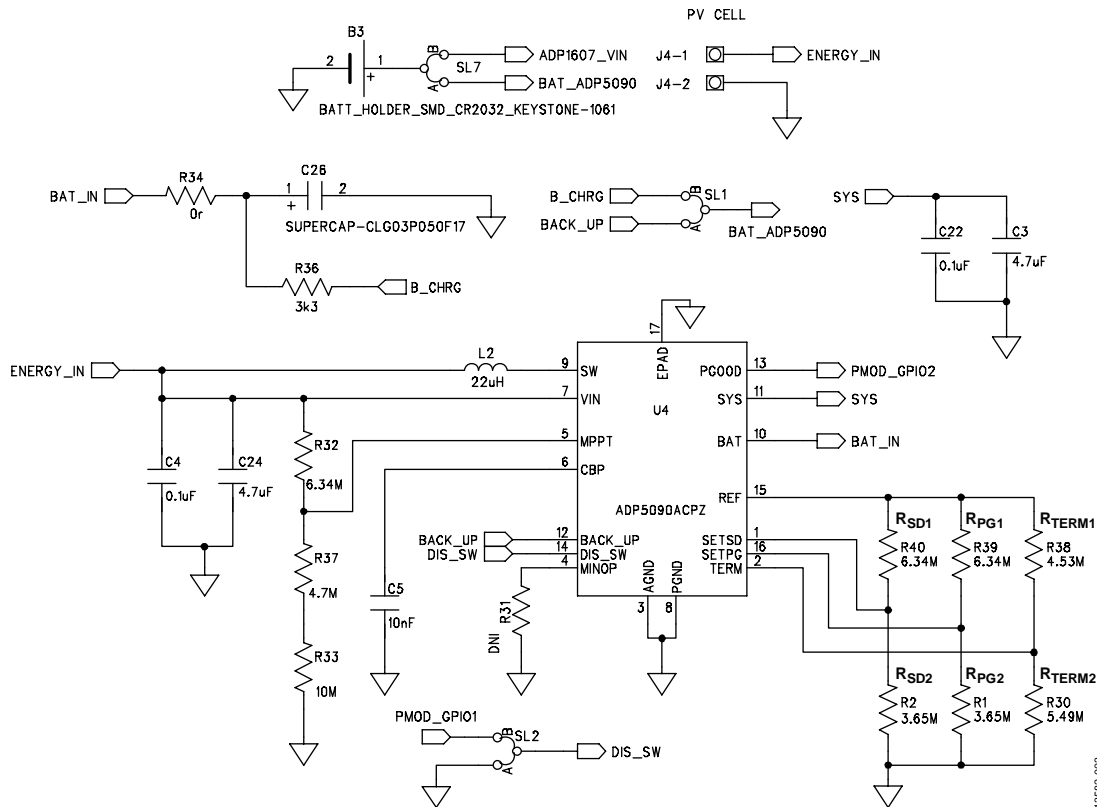 PV CELL
B3
2
1
+
B
A
SL7
ADP1607_VIN
BAT_ADP5090
J4-1
J4-2
ENERGY_IN
BATT_HOLDER_SMD_CR2032_KEYSTONE-1061
BAT_IN
R34
0r
C26
1
2
+
SUPERCAP-CLG03P050F17
R36
3k3
B_CHRG
B_CHRG
BACK_UP
B
A
SL1
BAT_ADP5090
SYS
C22
0.1uF
C3
4.7uF
ENERGY_IN
L2
22uH
C4
0.1uF
C24
4.7uF
R32
6.34M
R37
4.7M
R33
10M
C5
10nF
BACK_UP
DIS_SW
R31
DNI
9
7
5
6
12
14
4
SW
VIN
MPPT
CBP
BACK_UP
DIS_SW
MINOP
17
EPAD
U4
ADP5090ACPZ
AGND
PGND
3
8
PGOOD
SYS
BAT
REF
SETSD
SETPG
TERM
13
11
10
15
1
16
2
PMOD_GPIO2
SYS
BAT_IN
RSD1
R40
6.34M
RPG1
R39
6.34M
RTERM1
R38
4.53M
RSD2
R2
3.65M
RPG2
R1
3.65M
RTERM2
R30
5.49M
PMOD_GPIO1
B
A
SL2
DIS_SW